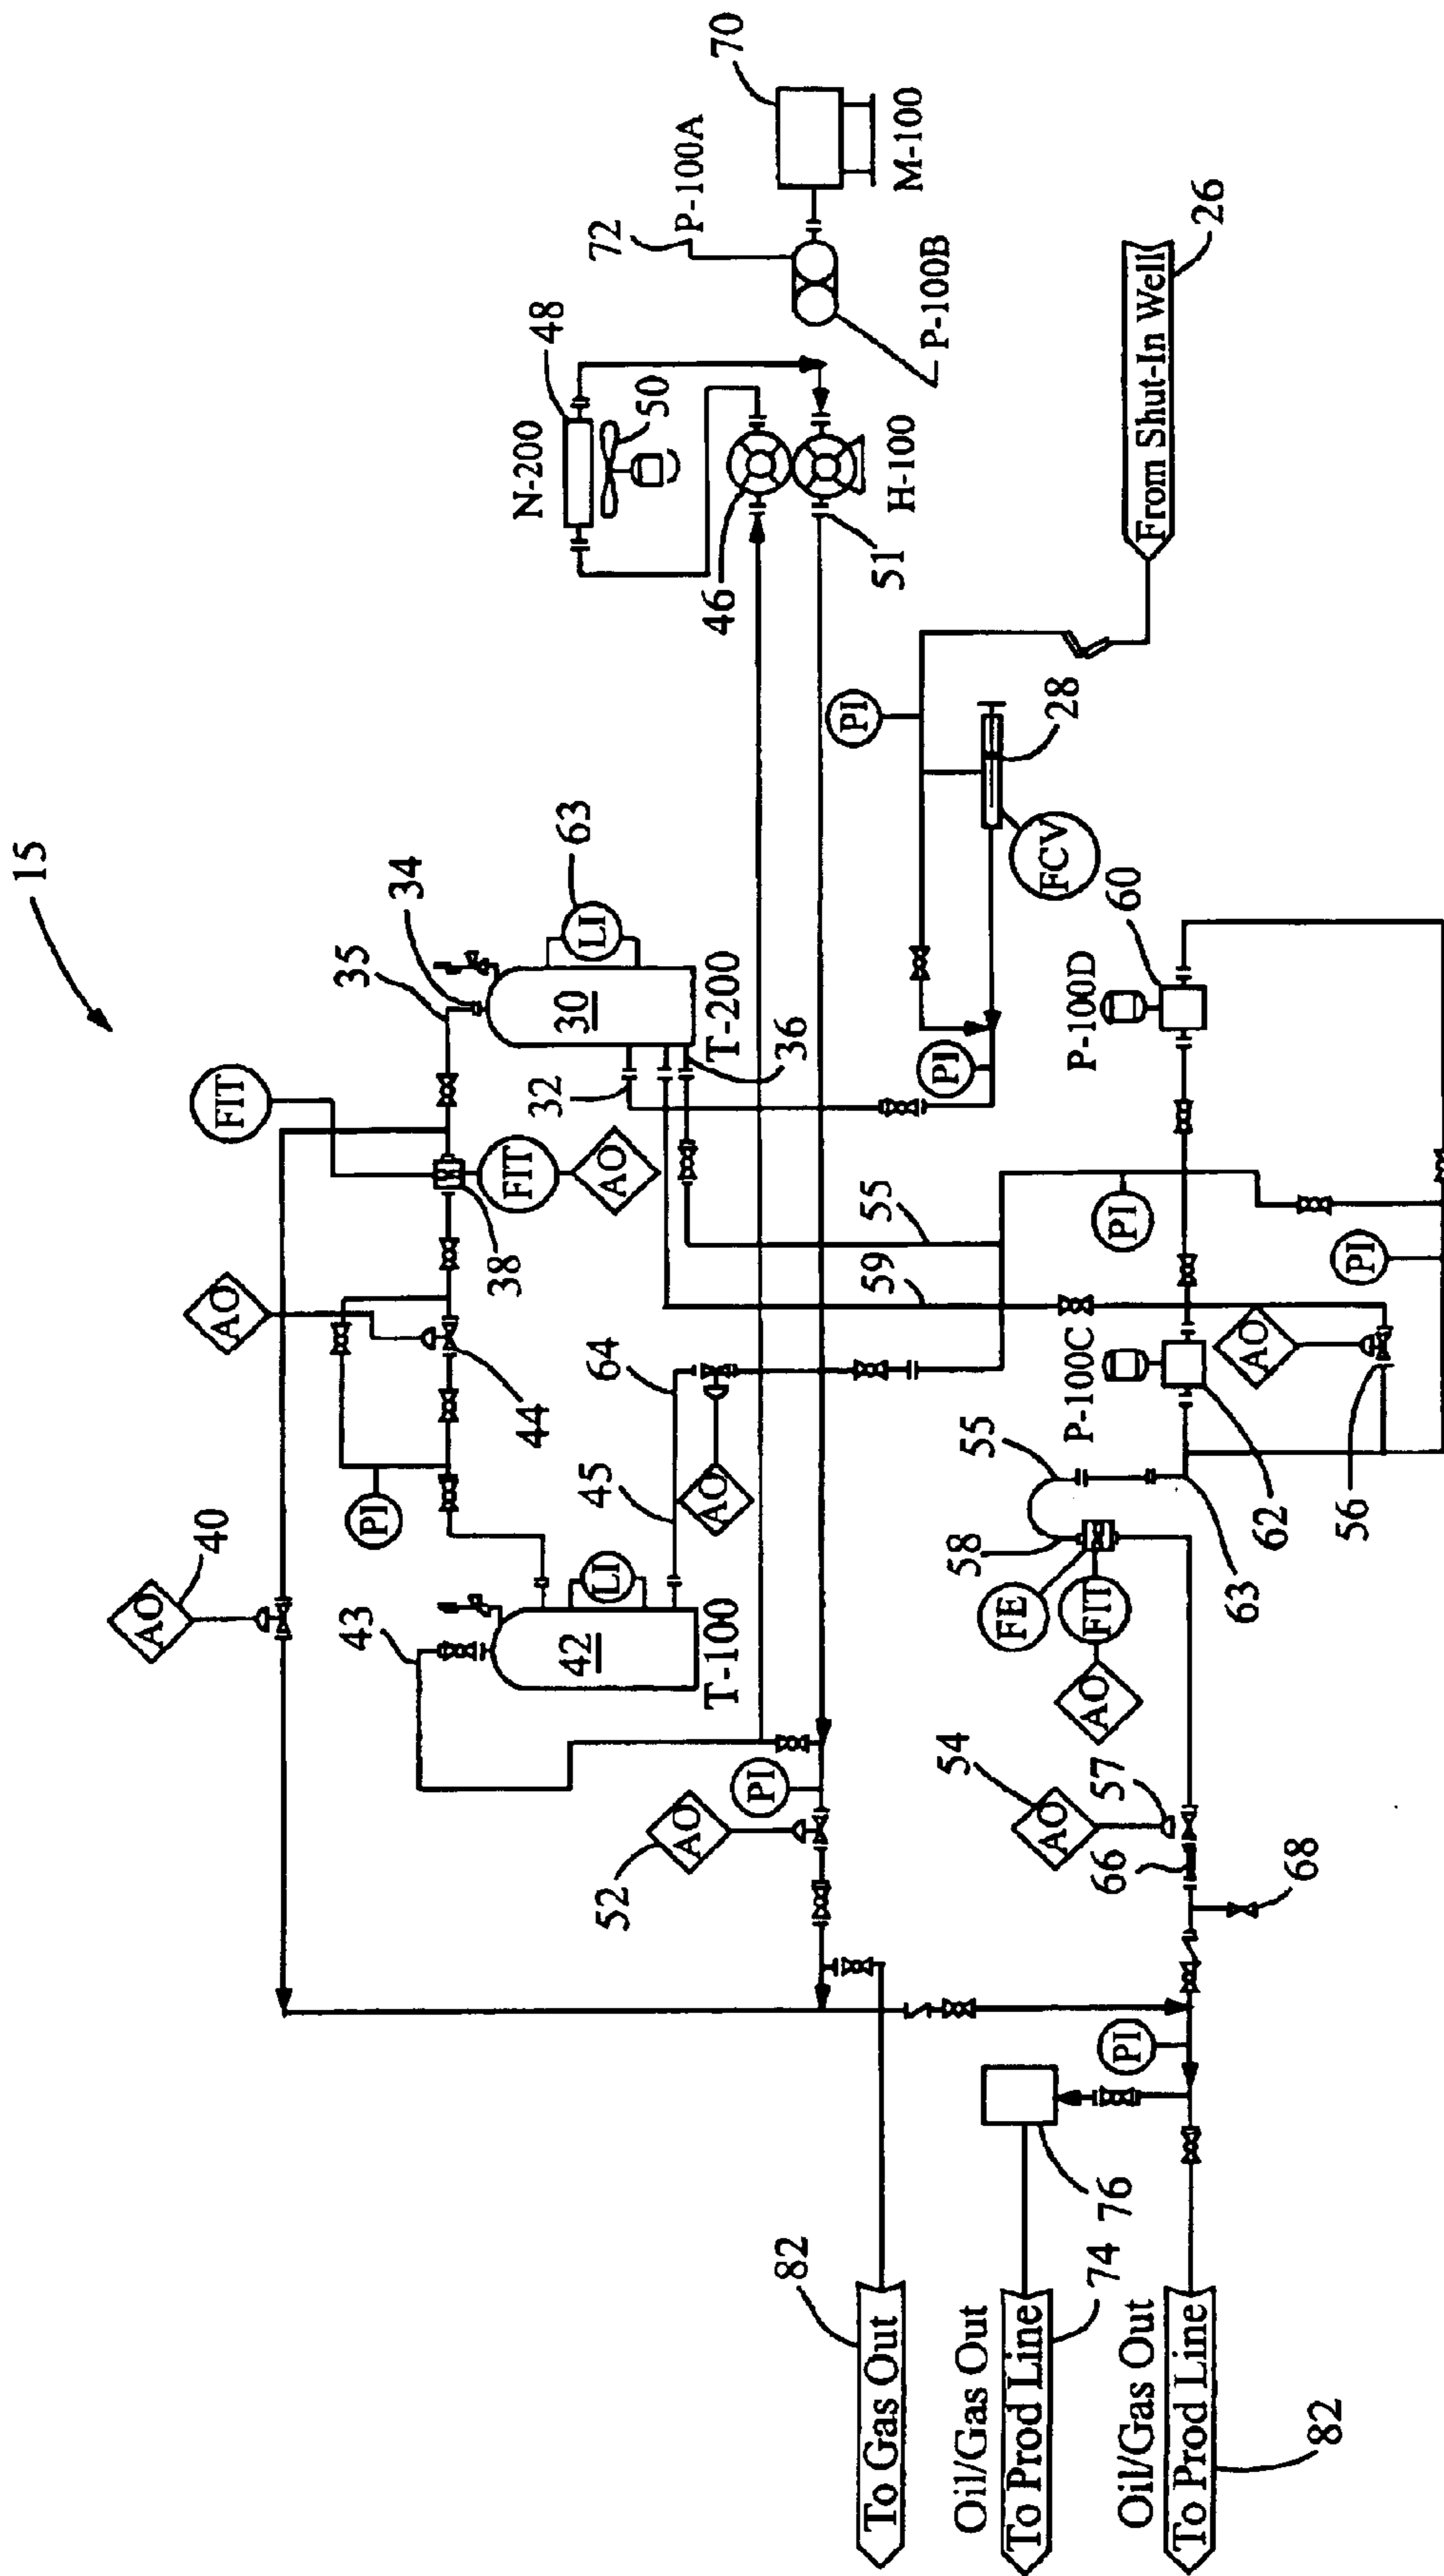 15
70
P-100A
72
M-100
P-100B
N-200
48
50
46
H-100
51
From Shut-In Well
26
PI
28
FCV
PI
63
LI
34
35
30
T-200
36
32
FIT
FIT
AO
38
AO
44
PI
40
AO
43
LI
42
T-100
64
45
AO
55
59
P-100D
60
PI
PI
P-100C
62
AO
56
55
58
63
FE
FIT
AO
54
AO
57
66
68
PI
52
AO
PI
76
82
To Gas Out
Oil/Gas Out
To Prod Line
74
Oil/Gas Out
To Prod Line
82